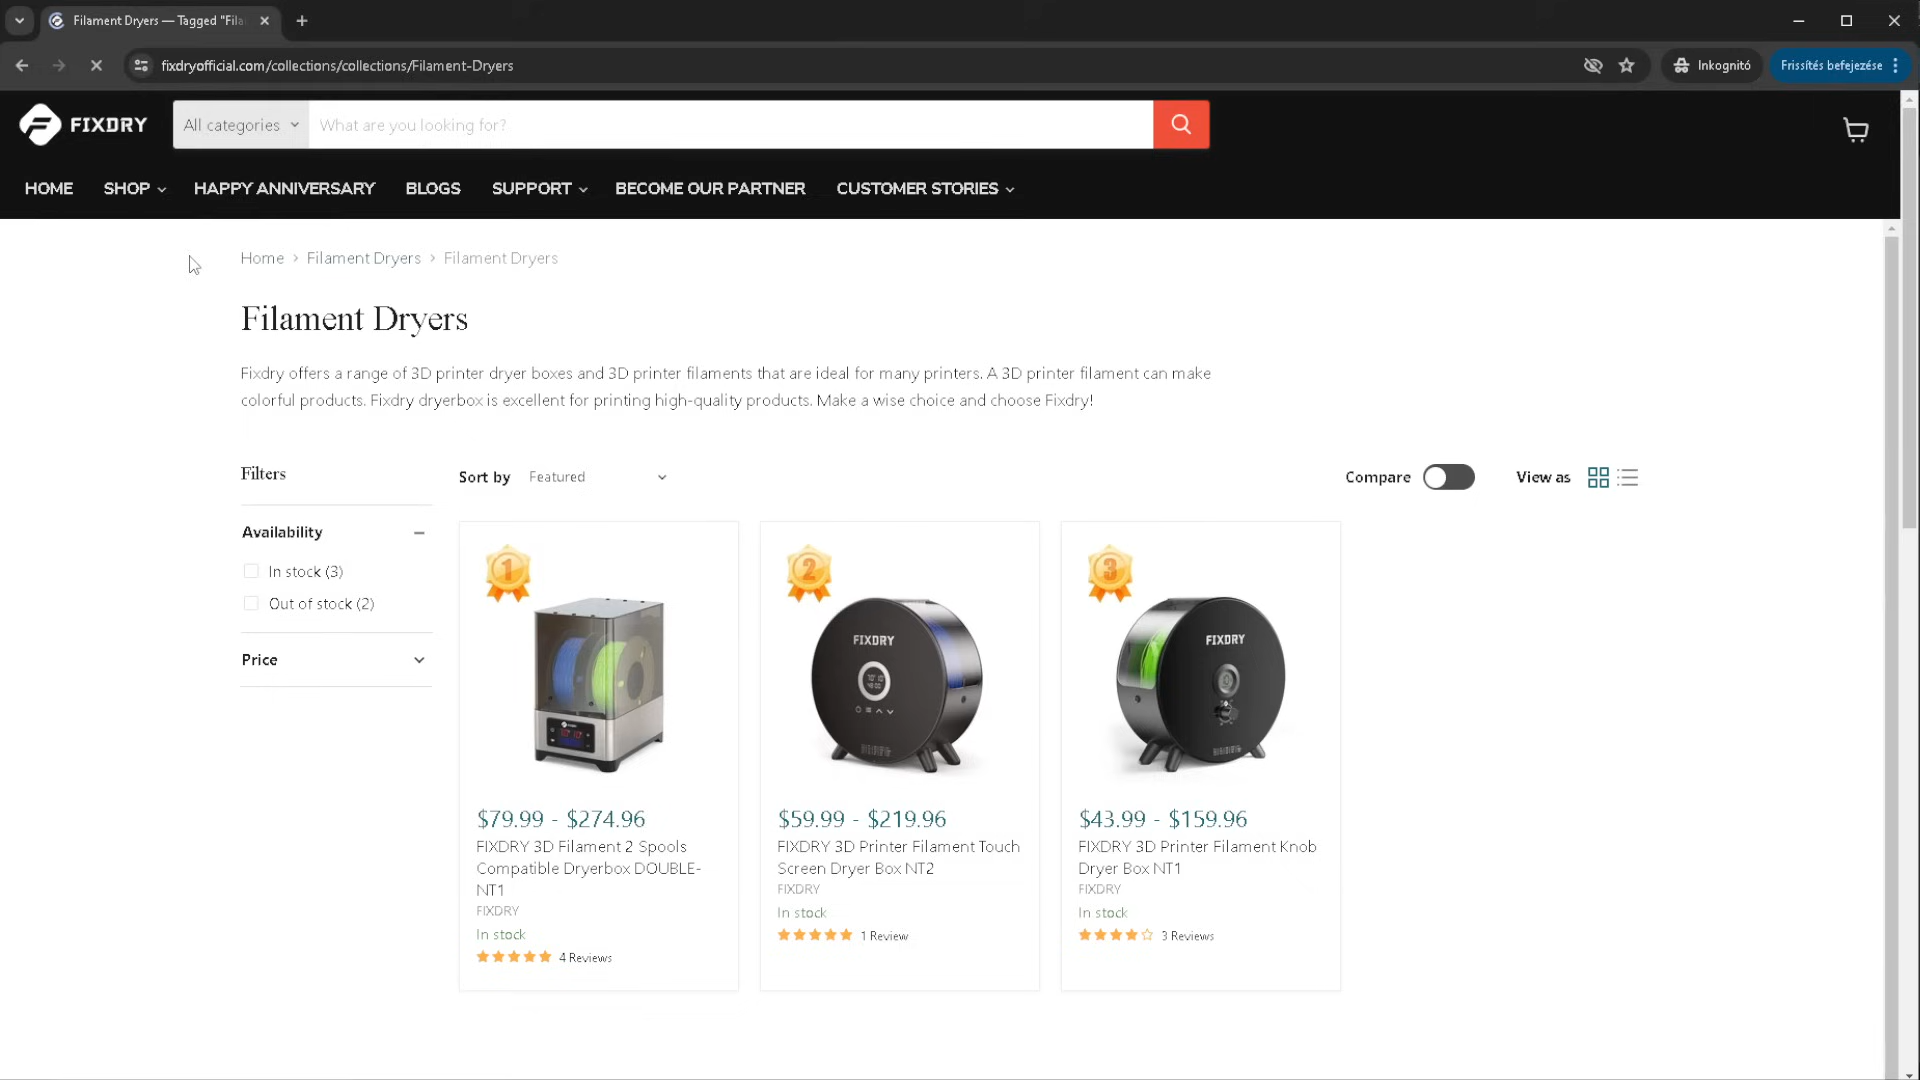 Filament Dryers — Tagged "Fila
fixdryofficial.com/collections/collections/Filament-Dryers
Inkognitó
Frissítés befejezése
FIXDRY
All categories
What are you looking for?
HOME
SHOP
HAPPY ANNIVERSARY
BLOGS
SUPPORT
BECOME OUR PARTNER
CUSTOMER STORIES
Home › Filament Dryers › Filament Dryers
Filament Dryers
Fixdry offers a range of 3D printer dryer boxes and 3D printer filaments that are ideal for many printers. A 3D printer filament can make
colorful products. Fixdry dryerbox is excellent for printing high-quality products. Make a wise choice and choose Fixdry!
Filters
Sort by
Featured
Compare
View as
Availability
In stock (3)
Out of stock (2)
Price
1
$79.99 - $274.96
FIXDRY 3D Filament 2 Spools
Compatible Dryerbox DOUBLE-
NT1
FIXDRY
In stock
4 Reviews
2
FIXDRY
$59.99 - $219.96
FIXDRY 3D Printer Filament Touch
Screen Dryer Box NT2
FIXDRY
In stock
1 Review
3
FIXDRY
$43.99 - $159.96
FIXDRY 3D Printer Filament Knob
Dryer Box NT1
FIXDRY
In stock
3 Reviews